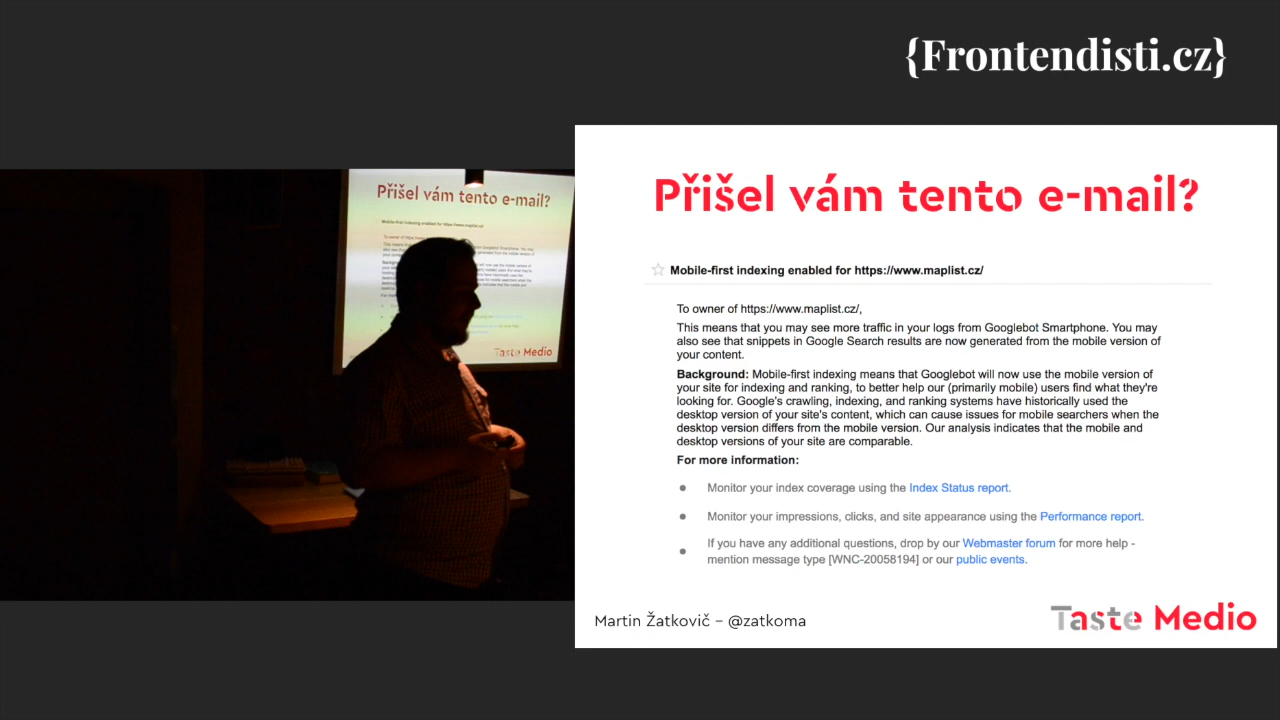 {Frontendisti.cz}
Přišel vám tento e-mail?
Mobile-first indexing enabled for https://www.maplist.cz/
To owner of https://www.maplist.cz/,
This means that you may see more traffic in your logs from Googlebot Smartphone. You may
also see that snippets in Google Search results are now generated from the mobile version of
your content.
Background: Mobile-first indexing means that Googlebot will now use the mobile version of
your site for indexing and ranking, to better help our (primarily mobile) users find what they're
looking for. Google's crawling, indexing, and ranking systems have historically used the
desktop version of your site's content, which can cause issues for mobile searchers when the
desktop version differs from the mobile version. Our analysis indicates that the mobile and
desktop versions of your site are comparable.
For more information:
Monitor your index coverage using the Index Status report.
Monitor your impressions, clicks, and site appearance using the Performance report.
If you have any additional questions, drop by our Webmaster forum for more help -
mention message type [WNC-20058194] or our public events.
Martin Žatkovič – @zatkoma
Taste Medio
Přišel vám tento e-mail?
Mobile-first indexing enabled for https://www.maplist.cz/
Taste Medio